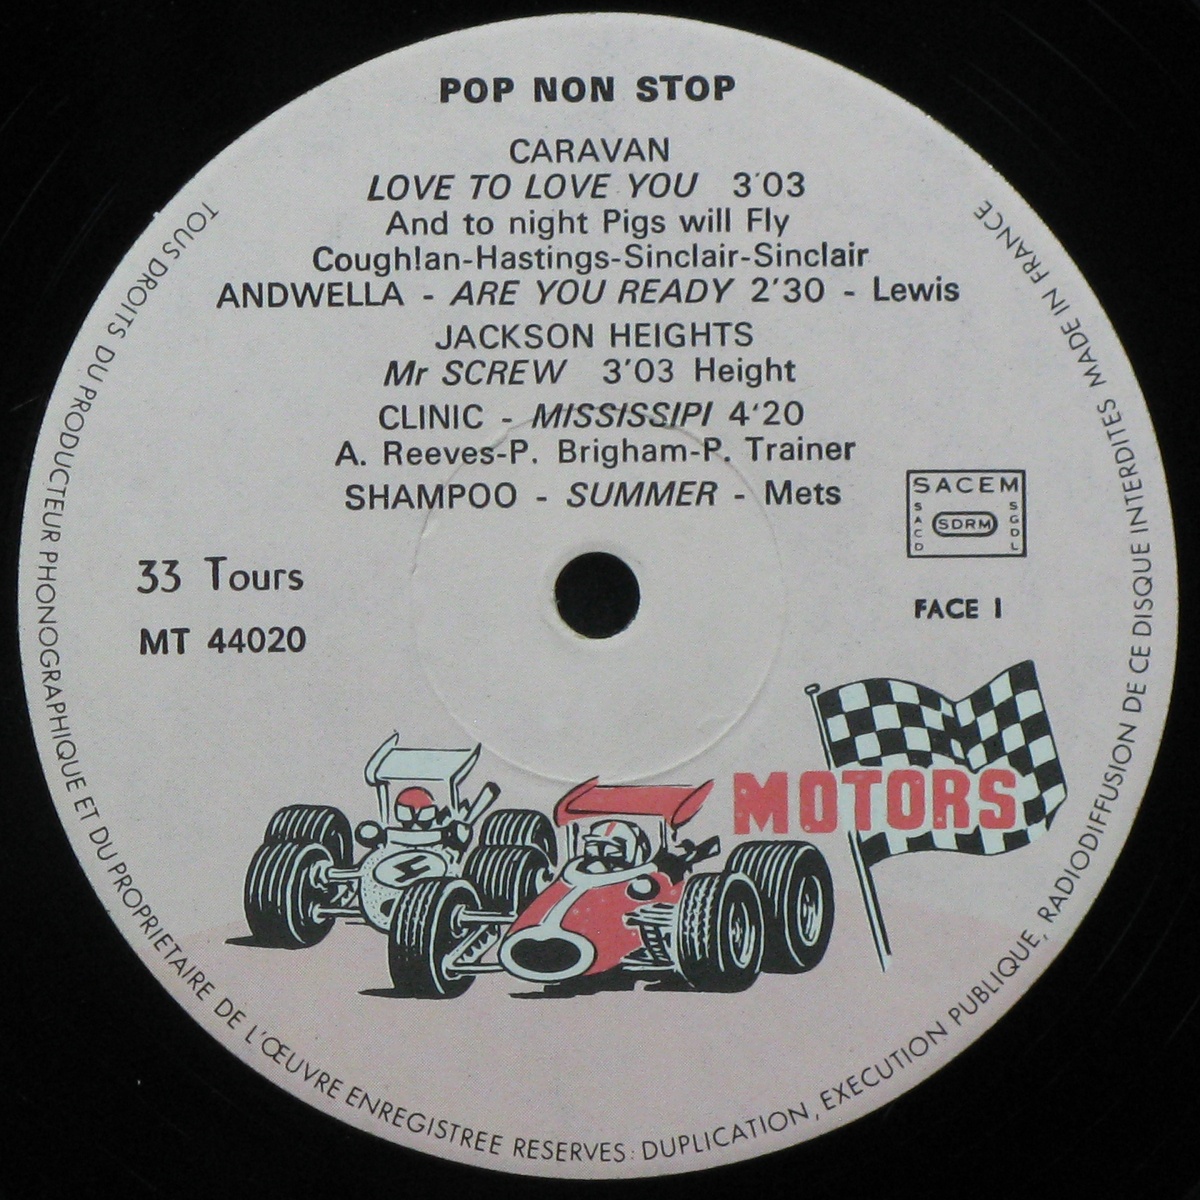 POP NON STOP
CARAVAN
LOVE TO LOVE YOU 3'03
And to night Pigs will Fly
Coughlan-Hastings-Sinclair-Sinclair
ANDWELLA - ARE YOU READY 2'30 - Lewis
JACKSON HEIGHTS
Mr SCREW 3'03 Height
CLINIC - MISSISSIPI 4'20
A. Reeves-P. Brigham-P. Trainer
SHAMPOO - SUMMER - Mets
SACEM
SACD
SDRM
SGDL
33 Tours
MT 44020
FACE 1
MOTORS
H
TOUS DROITS DU PRODUCTEUR PHONOGRAPHIQUE ET DU PROPRIETAIRE DE L'ŒUVRE ENREGISTREE RESERVES: DUPLICATION, EXECUTION PUBLIQUE, RADIODIFFUSION DE CE DISQUE INTERDITES MADE IN FRANCE